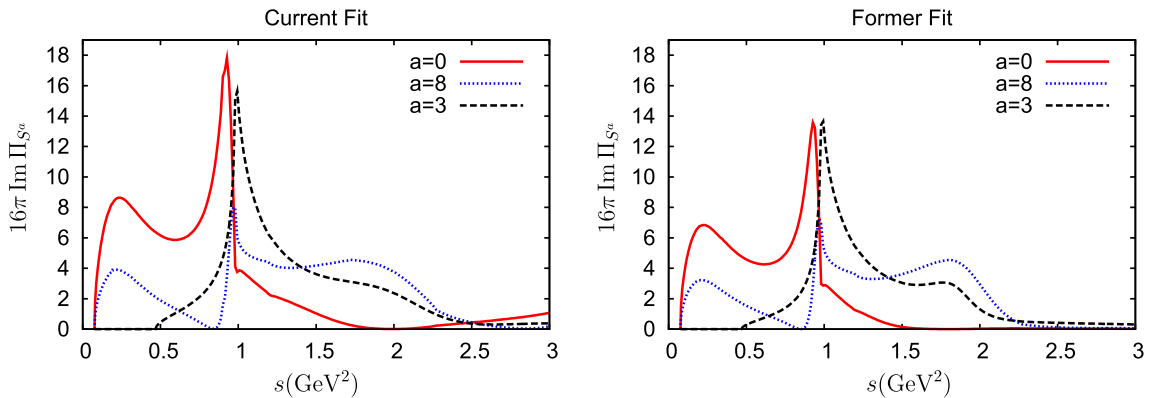 Current Fit
16π Im Π_{S^a}
18
16
14
12
10
8
6
4
2
0
a=0
a=8
a=3
0 0.5 1 1.5 2 2.5 3
s(GeV²)
Former Fit
16π Im Π_{S^a}
18
16
14
12
10
8
6
4
2
0
a=0
a=8
a=3
0 0.5 1 1.5 2 2.5 3
s(GeV²)